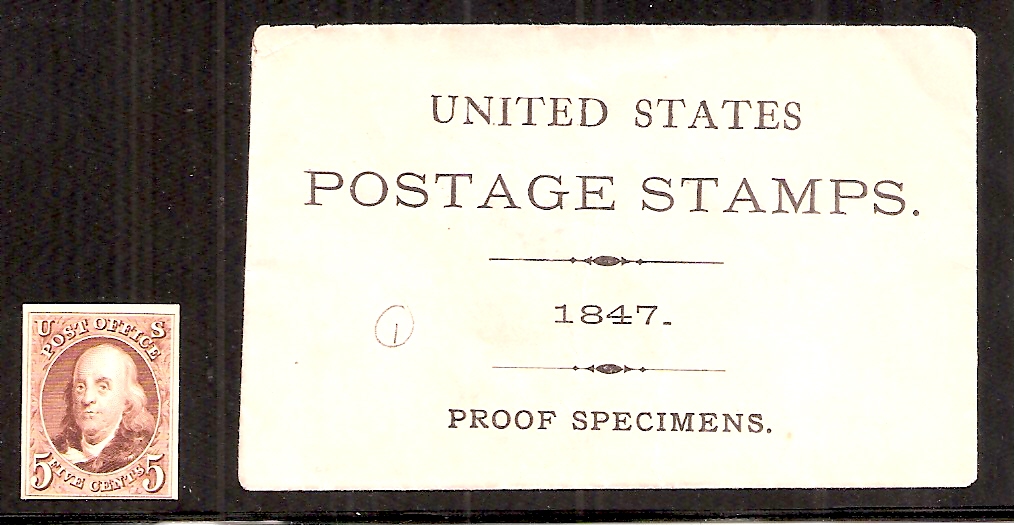 UNITED STATES
POSTAGE STAMPS.
1847.
1
PROOF SPECIMENS.
U S
POST OFFICE
5 FIVE CENTS 5